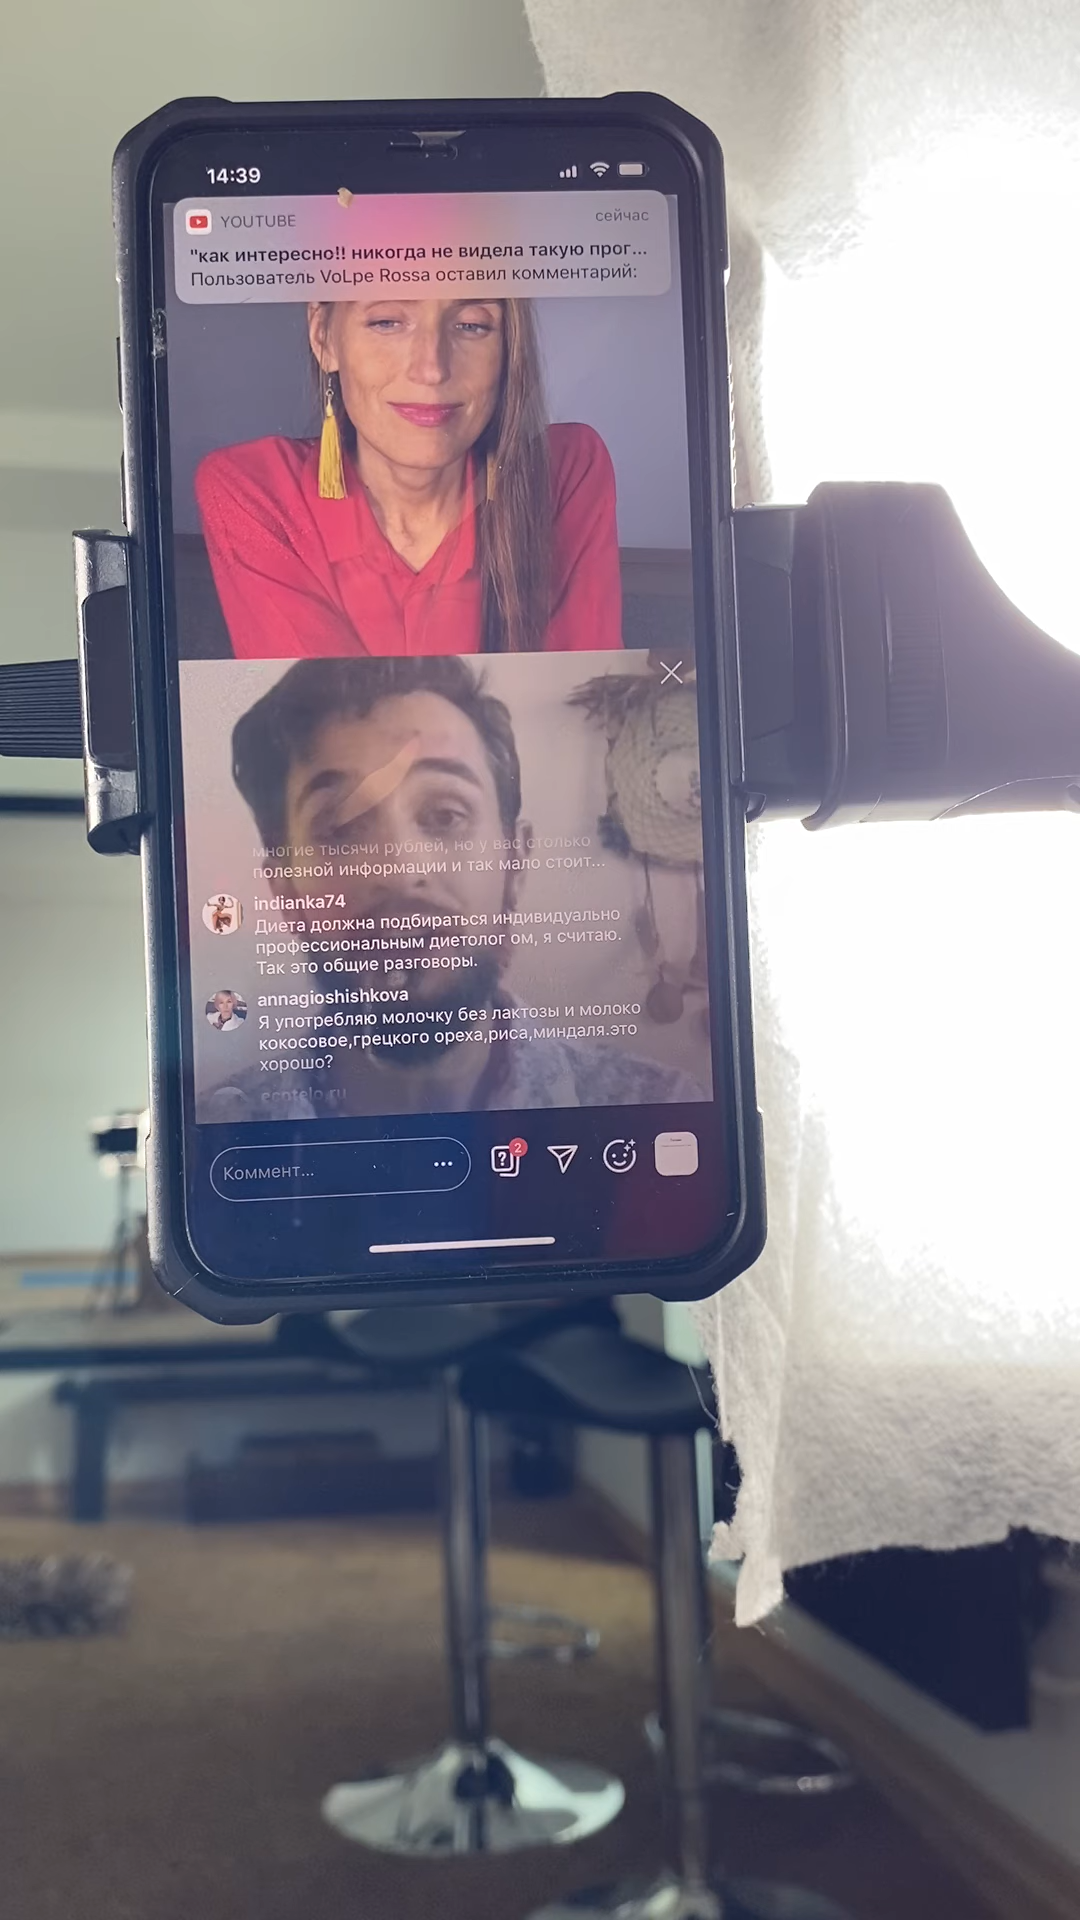 14:39
YOUTUBE
сейчас
"как интересно!! никогда не видела такую прог...
Пользователь VoLpe Rossa оставил комментарий:
многие тысячи рублей, но у вас столько
полезной информации и так мало стоит...
indianka74
Диета должна подбираться индивидуально
профессиональным диетолог ом, я считаю.
Так это общие разговоры.
annagioshishkova
Я употребляю молочку без лактозы и молоко
кокосовое,грецкого ореха,риса,миндаля.это
хорошо?
ecotelo.ru
Коммент...
2